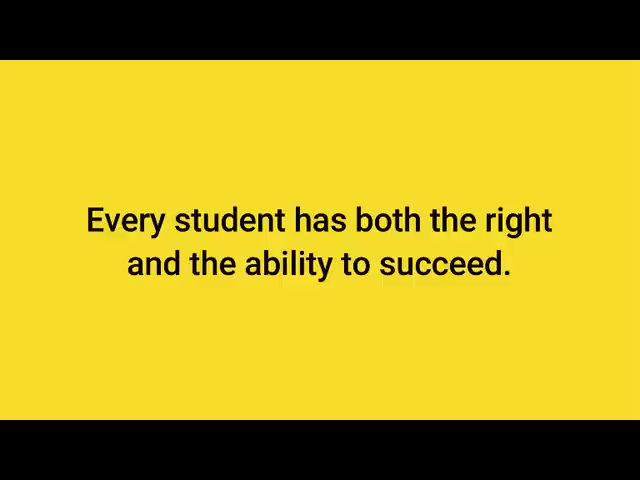 Every student has both the right
and the ability to succeed.